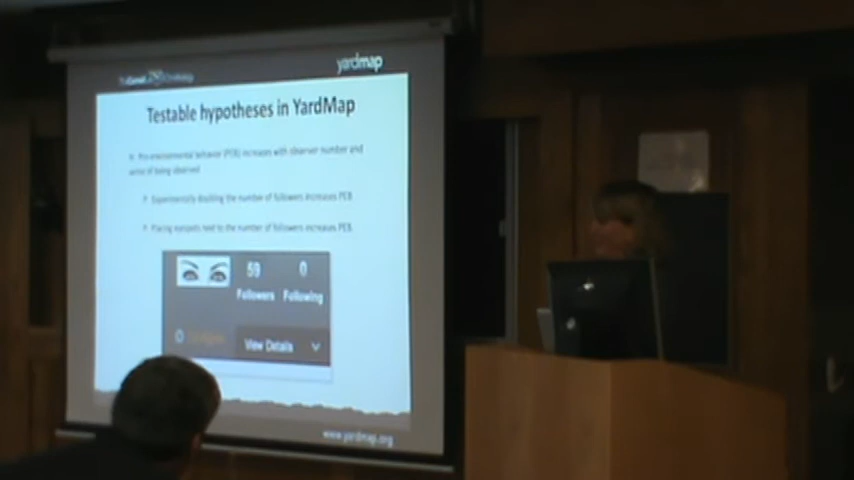 yardmap
Testable hypotheses in YardMap
Pro-environmental behavior (PEB) increases with observer number and
sense of being observed
Experimentally doubling the number of followers increases PEB
Placing eyespots next to the number of followers increases PEB.
59 0
Followers Following
0
View Details
www.yardmap.org